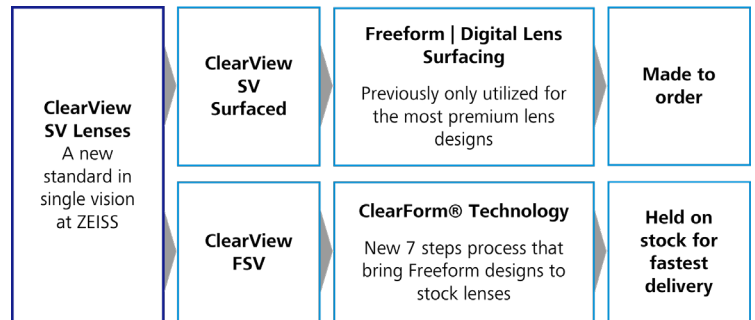 ClearView
SV Lenses
A new
standard in
single vision
at ZEISS
ClearView
SV
Surfaced
Freeform | Digital Lens
Surfacing
Previously only utilized for
the most premium lens
designs
Made to
order
ClearView
FSV
ClearForm® Technology
New 7 steps process that
bring Freeform designs to
stock lenses
Held on
stock for
fastest
delivery